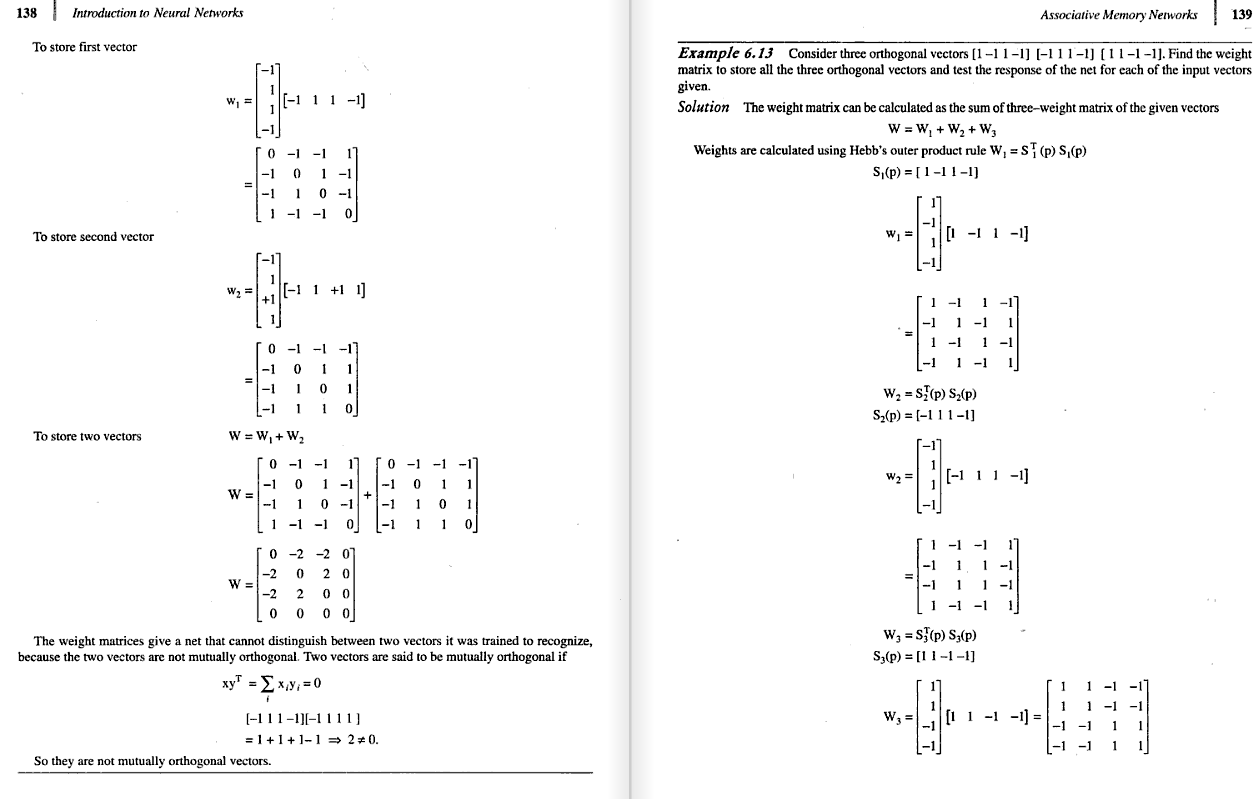 138 Introduction to Neural Networks
To store first vector
w₁ = [−1 1 1 −1] [−1 1 1 −1]
= [0 −1 −1 1
−1 0 1 −1
−1 1 0 −1
1 −1 −1 0]
To store second vector
w₂ = [−1 1 +1 1] [−1 1 +1 1]
= [0 −1 −1 −1
−1 0 1 1
−1 1 0 1
−1 1 1 0]
To store two vectors W = W₁ + W₂
W = [0 −1 −1 1 + [0 −1 −1 −1
−1 0 1 −1 −1 0 1 1
−1 1 0 −1 −1 1 0 1
1 −1 −1 0] −1 1 1 0]
W = [0 −2 −2 0
−2 0 2 0
−2 2 0 0
0 0 0 0]
The weight matrices give a net that cannot distinguish between two vectors it was trained to recognize,
because the two vectors are not mutually orthogonal. Two vectors are said to be mutually orthogonal if
xyᵀ = ∑ᵢ xᵢyᵢ = 0
[−1 1 1 −1][−1 1 1 1 ]
= 1 + 1 + 1− 1 ⇒ 2 ≠ 0.
So they are not mutually orthogonal vectors.
Associative Memory Networks 139
Example 6.13 Consider three orthogonal vectors [1 −1 1 −1] [−1 1 1 −1] [ 1 1 −1 −1]. Find the weight
matrix to store all the three orthogonal vectors and test the response of the net for each of the input vectors
given.
Solution The weight matrix can be calculated as the sum of three–weight matrix of the given vectors
W = W₁ + W₂ + W₃
Weights are calculated using Hebb's outer product rule W₁ = S₁ᵀ (p) S₁(p)
S₁(p) = [ 1 −1 1 −1]
w₁ = [1 −1 1 −1] [1 −1 1 −1]
= [1 −1 1 −1
−1 1 −1 1
1 −1 1 −1
−1 1 −1 1]
W₂ = S₂ᵀ(p) S₂(p)
S₂(p) = [−1 1 1 −1]
w₂ = [−1 1 1 −1] [−1 1 1 −1]
= [1 −1 −1 1
−1 1 1 −1
−1 1 1 −1
1 −1 −1 1]
W₃ = S₃ᵀ(p) S₃(p)
S₃(p) = [1 1 −1 −1]
W₃ = [1 1 −1 −1] [1 1 −1 −1] = [1 1 −1 −1
1 1 −1 −1
−1 −1 1 1
−1 −1 1 1]